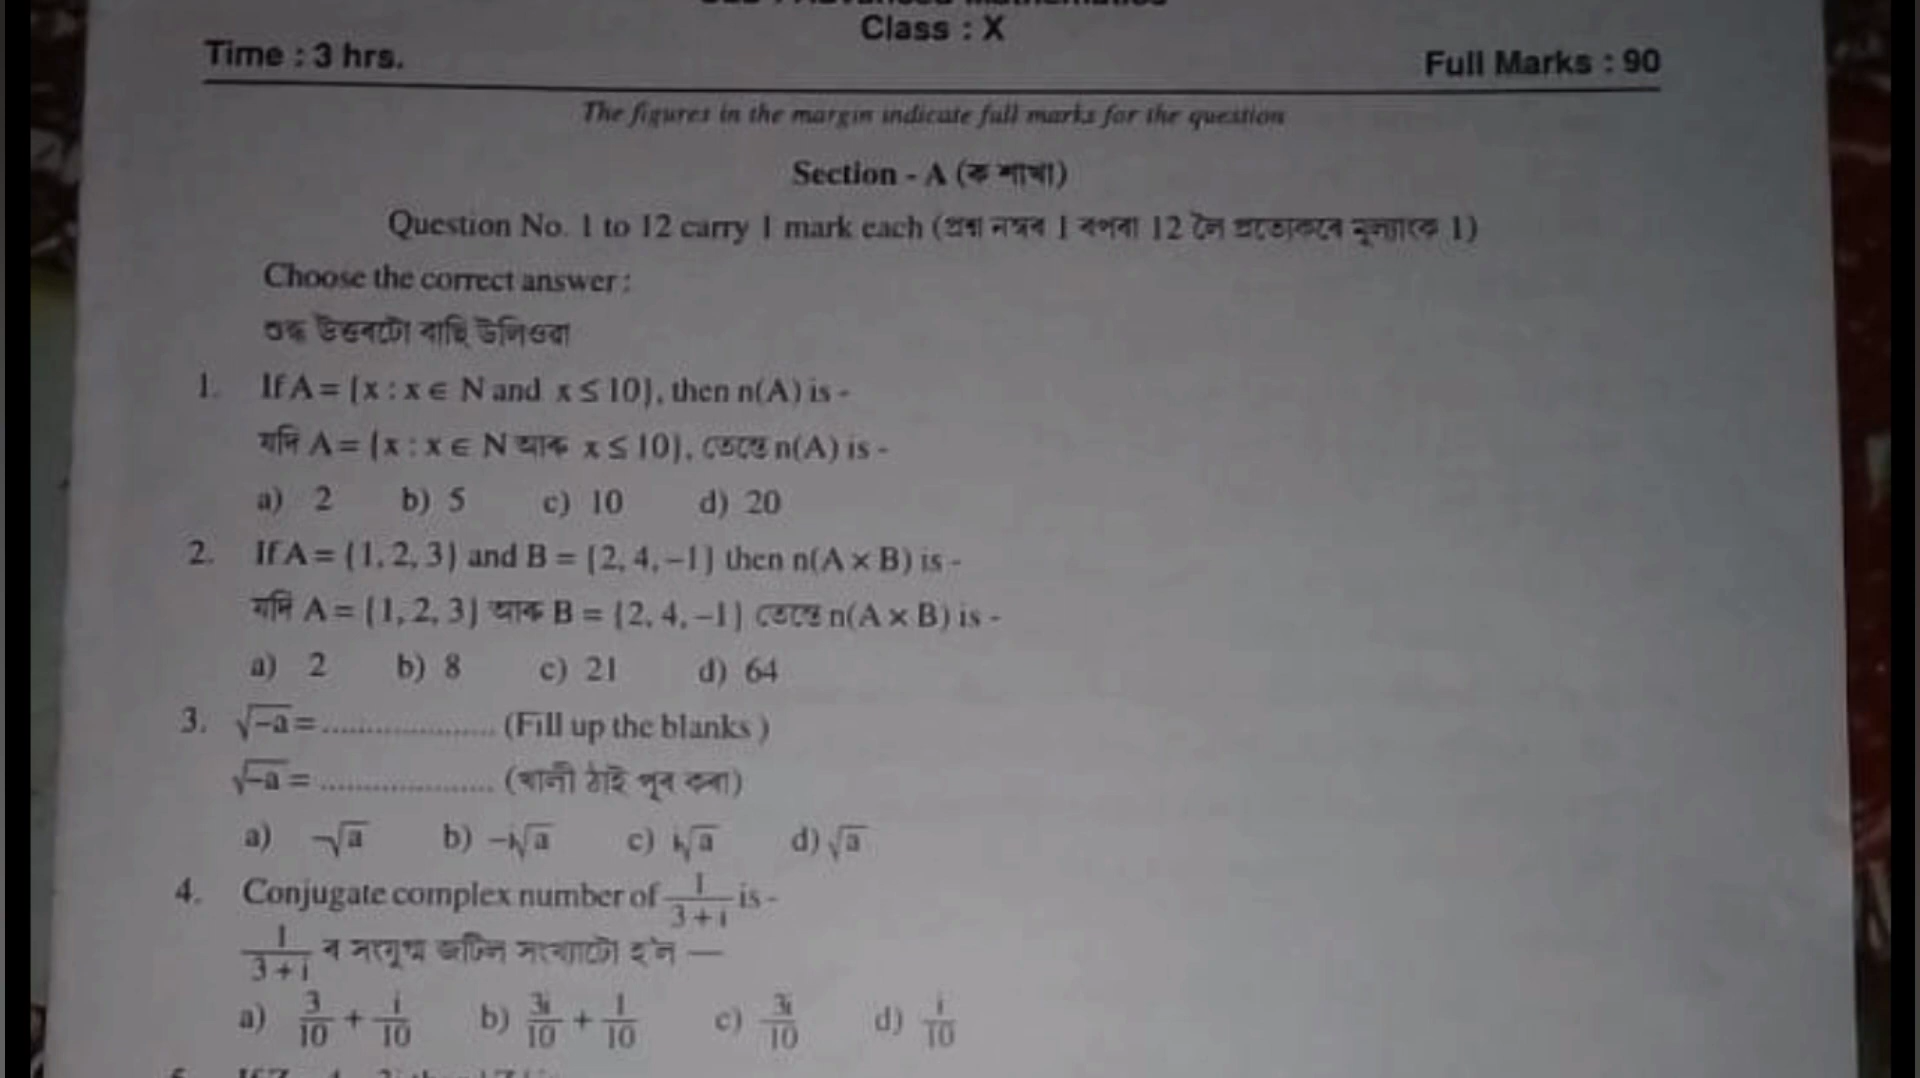 Class : X
Time : 3 hrs.
Full Marks : 90
The figures in the margin indicate full marks for the question
Section - A (ক শাখা)
Question No. 1 to 12 carry 1 mark each (প্ৰশ্ন নম্বৰ 1 ৰপৰা 12 লৈ প্ৰত্যেকৰে মূল্যাংক 1)
Choose the correct answer :
শুদ্ধ উত্তৰটো বাছি উলিওৱা
1. If A = {x : x ∈ N and x ≤ 10}, then n(A) is -
যদি A = {x : x ∈ N আৰু x ≤ 10}, তেন্তে n(A) is -
a) 2 b) 5 c) 10 d) 20
2. If A = {1, 2, 3} and B = {2, 4, –1} then n(A × B) is -
যদি A = {1, 2, 3} আৰু B = {2, 4, –1} তেন্তে n(A × B) is -
a) 2 b) 8 c) 21 d) 64
3. √–a = .................. (Fill up the blanks )
√–a = .................. (খালী ঠাই পূৰ কৰা)
a) –√a b) –i√a c) i√a d) √a
4. Conjugate complex number of 1/(3 + i) is -
1/(3 + i) ৰ সংযুগ্ম জটিল সংখ্যাটো হ'ল —
a) 3/10 + i/10 b) 3i/10 + 1/10 c) 3i/10 d) i/10